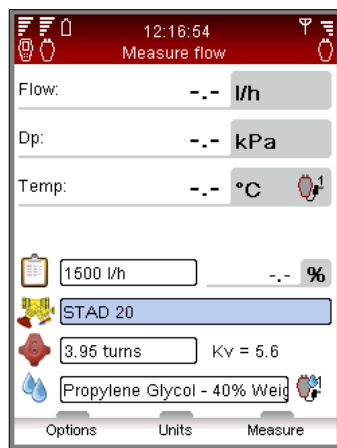 12:16:54
Measure flow
Flow: -.- l/h
Dp: -.- kPa
Temp: -.- °C 1
1500 l/h -.- %
STAD 20
3.95 turns Kv = 5.6
Propylene Glycol - 40% Weig
Options Units Measure